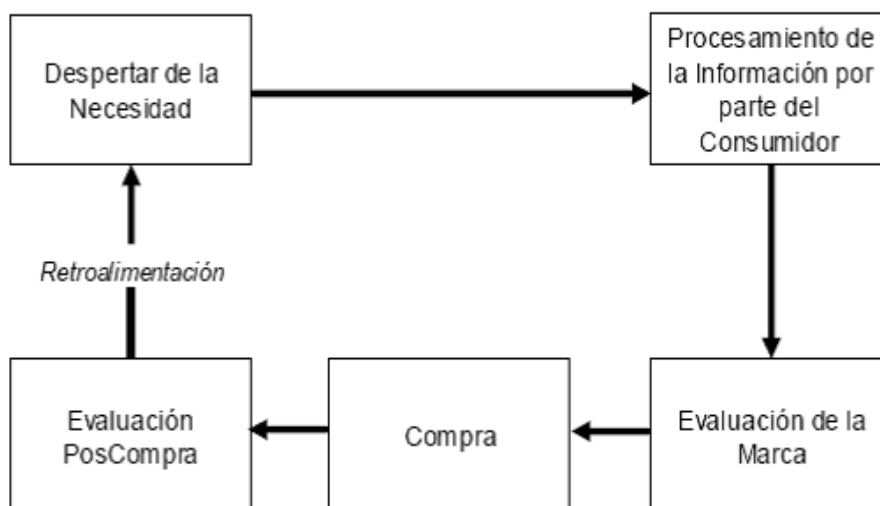 Despertar de la
Necesidad
Procesamiento de
la Información por
parte del
Consumidor
Retroalimentación
Evaluación
PosCompra
Compra
Evaluación de la
Marca